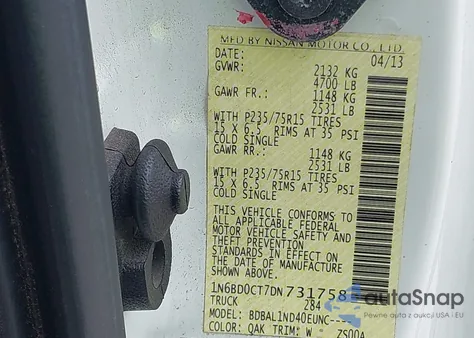 MFD BY NISSAN MOTOR CO., LTD.
DATE: 04/13
GVWR: 2132 KG
4700 LB
GAWR FR.: 1148 KG
2531 LB
WITH P235/75R15 TIRES
15 X 6.5 RIMS AT 35 PSI
COLD SINGLE
GAWR RR.: 1148 KG
2531 LB
WITH P235/75R15 TIRES
15 X 6.5 RIMS AT 35 PSI
COLD SINGLE
THIS VEHICLE CONFORMS TO
ALL APPLICABLE FEDERAL
MOTOR VEHICLE SAFETY AND
THEFT PREVENTION
STANDARDS IN EFFECT ON
THE DATE OF MANUFACTURE
SHOWN ABOVE.
1N6BD0CT7DN731758
TRUCK 284
MODEL: BDBAL1ND40EUNC----
COLOR: QAK TRIM: W ZS00A
autoSnap
Pewne auta z aukcji USA i EU